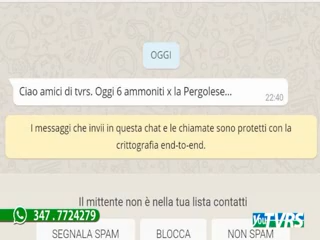 OGGI
Ciao amici di tvrs. Oggi 6 ammoniti x la Pergolese...
22:40
I messaggi che invii in questa chat e le chiamate sono protetti con la
crittografia end-to-end.
Il mittente non è nella tua lista contatti
347.7724279
You TVRS
SEGNALA SPAM BLOCCA NON SPAM